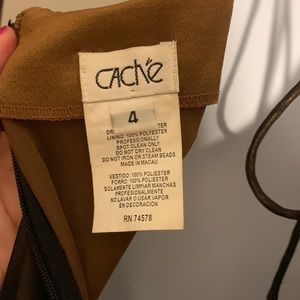 CACHÉ
4
LINING: 100% POLYESTER
PROFESSIONALLY
SPOT CLEAN ONLY
DO NOT DRY CLEAN
DO NOT IRON OR STEAM BEADS
MADE IN MACAU
VESTIDO: 100% POLIESTER
FORRO: 100% POLIESTER
SOLAMENTE LIMPIAR MANCHAS
PROFESIONALMENTE
NO LAVAR O USAR VAPOR
EN DECORACION
RN 74578